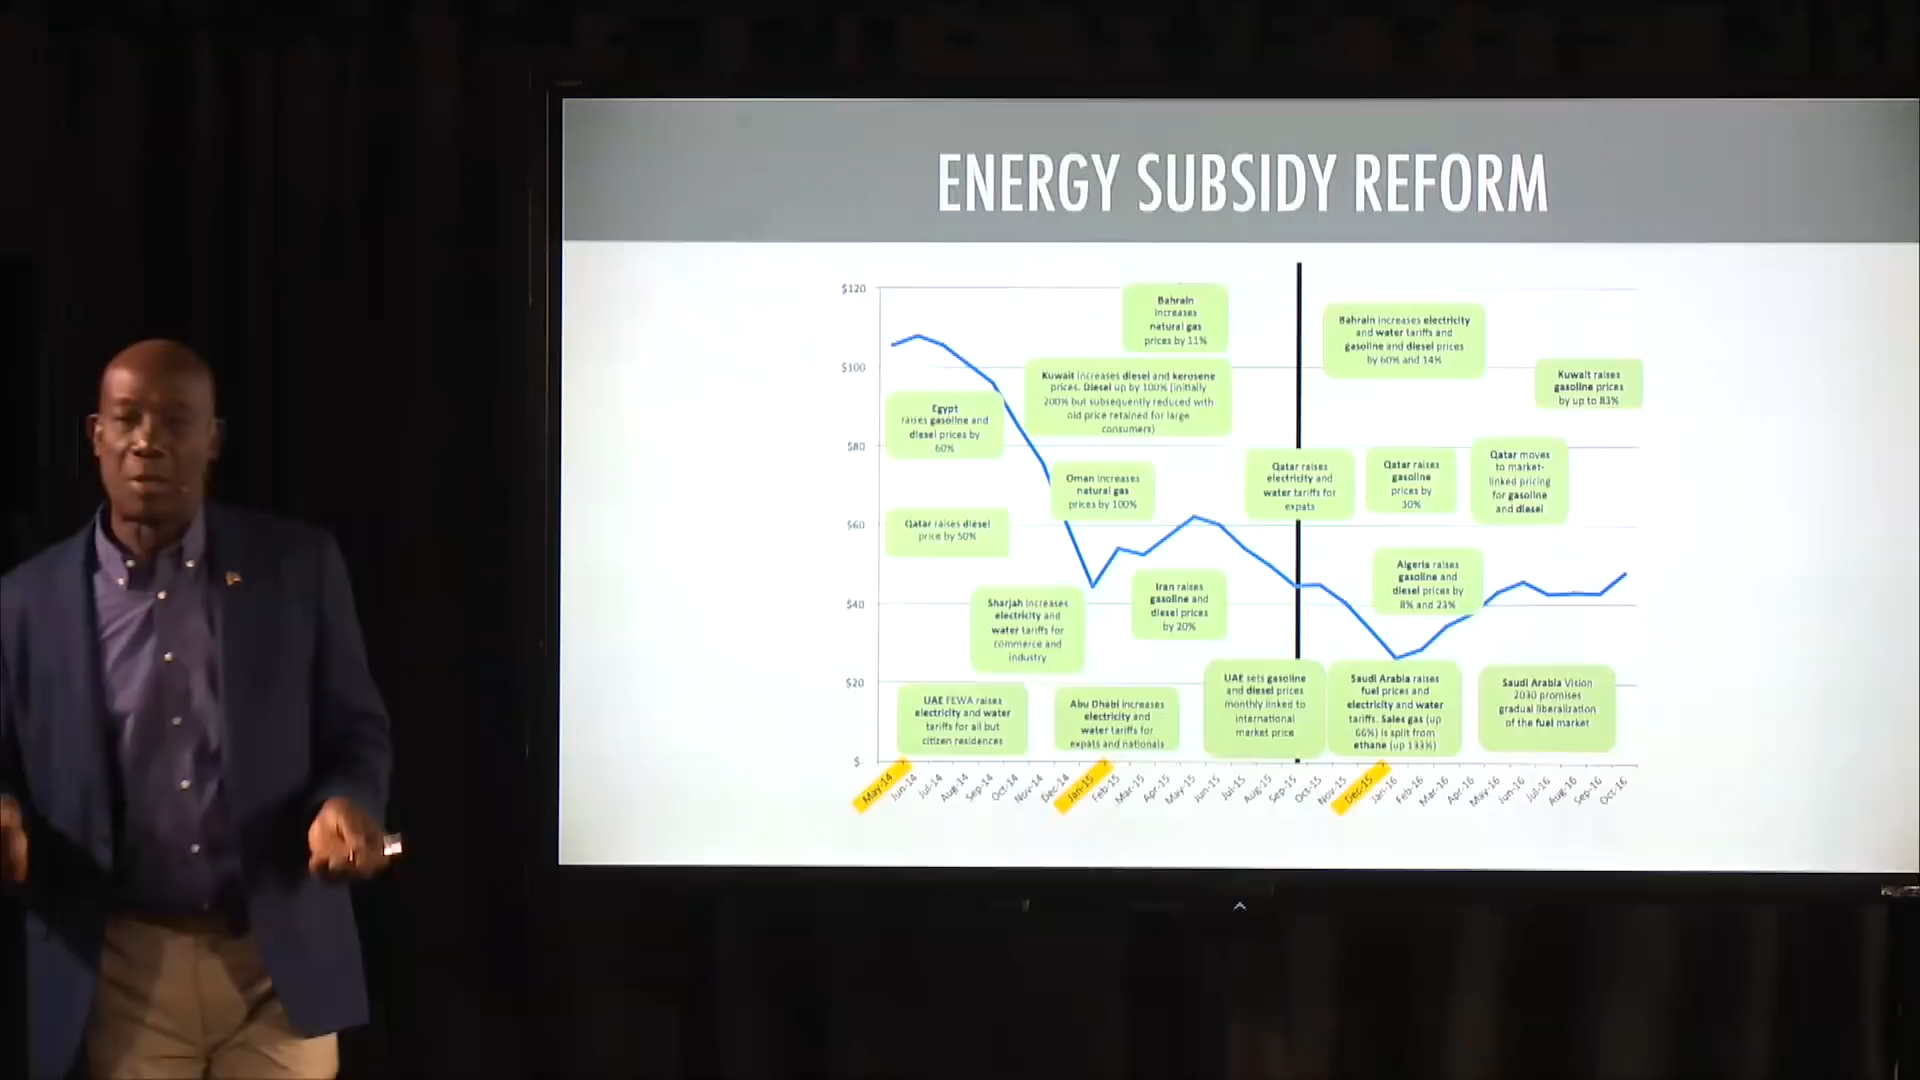 ENERGY SUBSIDY REFORM
$120
$100
$80
$60
$40
$20
$-
Bahrain
increases
natural gas
prices by 11%
Bahrain increases electricity
and water tariffs and
gasoline and diesel prices
by 60% and 14%
Kuwait increases diesel and kerosene
prices. Diesel up by 100% (initially
200% but subsequently reduced with
old price retained for large
consumers)
Kuwait raises
gasoline prices
by up to 83%
Egypt
raises gasoline and
diesel prices by
60%
Oman increases
natural gas
prices by 100%
Qatar raises
electricity and
water tariffs for
expats
Qatar raises
gasoline
prices by
30%
Qatar moves
to market-
linked pricing
for gasoline
and diesel
Qatar raises diesel
price by 50%
Sharjah increases
electricity and
water tariffs for
commerce and
industry
Iran raises
gasoline and
diesel prices
by 20%
Algeria raises
gasoline and
diesel prices by
8% and 23%
UAE FEWA raises
electricity and water
tariffs for all but
citizen residences
Abu Dhabi increases
electricity and
water tariffs for
expats and nationals
UAE sets gasoline
and diesel prices
monthly linked to
international
market price
Saudi Arabia raises
fuel prices and
electricity and water
tariffs. Sales gas (up
66%) is split from
ethane (up 133%)
Saudi Arabia Vision
2030 promises
gradual liberalization
of the fuel market
May-14
Jun-14
Jul-14
Aug-14
Sep-14
Oct-14
Nov-14
Dec-14
Jan-15
Feb-15
Mar-15
Apr-15
May-15
Jun-15
Jul-15
Aug-15
Sep-15
Oct-15
Nov-15
Dec-15
Jan-16
Feb-16
Mar-16
Apr-16
May-16
Jun-16
Jul-16
Aug-16
Sep-16
Oct-16